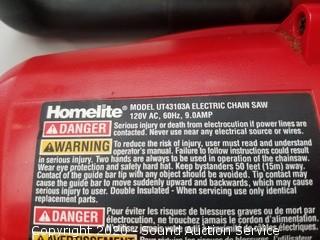 Homelite® MODEL UT43103A ELECTRIC CHAIN SAW
120V AC, 60Hz, 9.0AMP
DANGER Serious injury or death from electrocution if power lines are
contacted. Never use near any electrical source or wires.
WARNING To reduce the risk of injury, user must read and understand
operator's manual. Failure to follow instructions could result
in serious injury. Two hands are always to be used in operation of the chainsaw.
Wear eye protection and safety hard hat. Keep bystanders 50 feet (15m) away.
Contact of the guide bar tip with any object should be avoided. Tip contact may
cause the guide bar to move suddenly upward and backwards, which may cause
serious injury to user. Double Insulated - When servicing use only identical
replacement parts.
DANGER Pour éviter les risques de blessures graves ou de mort par
électrocution, ne touchez jamais le cordon d'alimentation.
AVERTISSEMENT
Copyright 2020 - Estate Sold